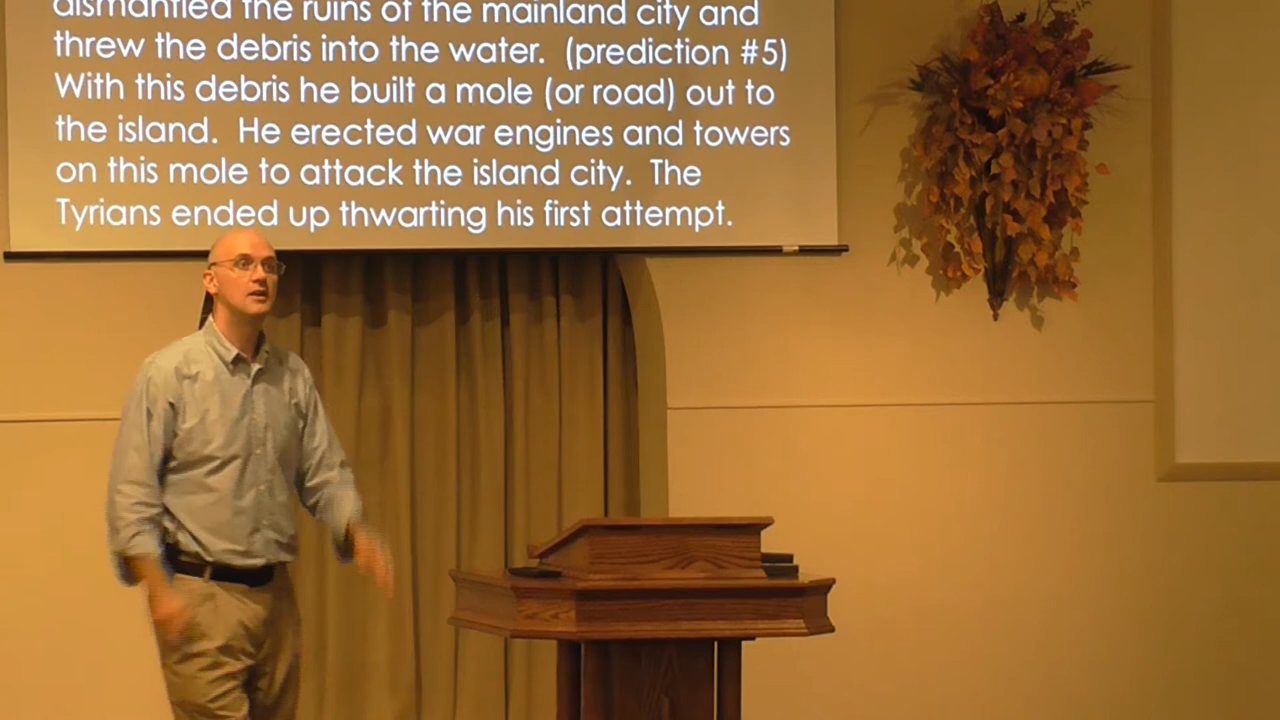 dismantled the ruins of the mainland city and
threw the debris into the water. (prediction #5)
With this debris he built a mole (or road) out to
the island. He erected war engines and towers
on this mole to attack the island city. The
Tyrians ended up thwarting his first attempt.